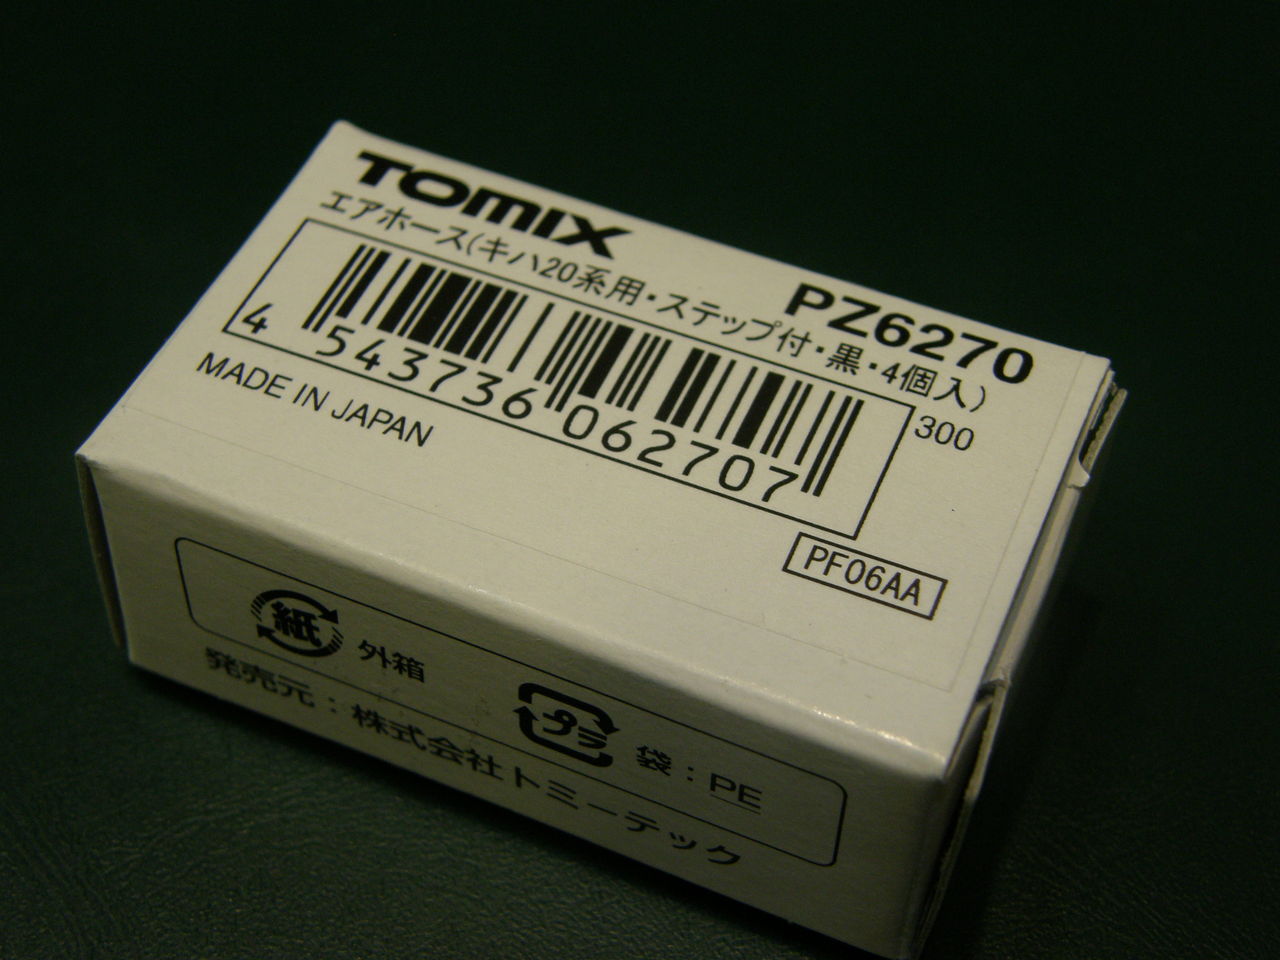 TOMIX
PZ6270
エアホース(キハ20系用・ステップ付・黒・4個入)
300
4 543736 062707
MADE IN JAPAN
PF06AA
紙 外箱
プラ 袋:PE
発売元:株式会社トミーテック